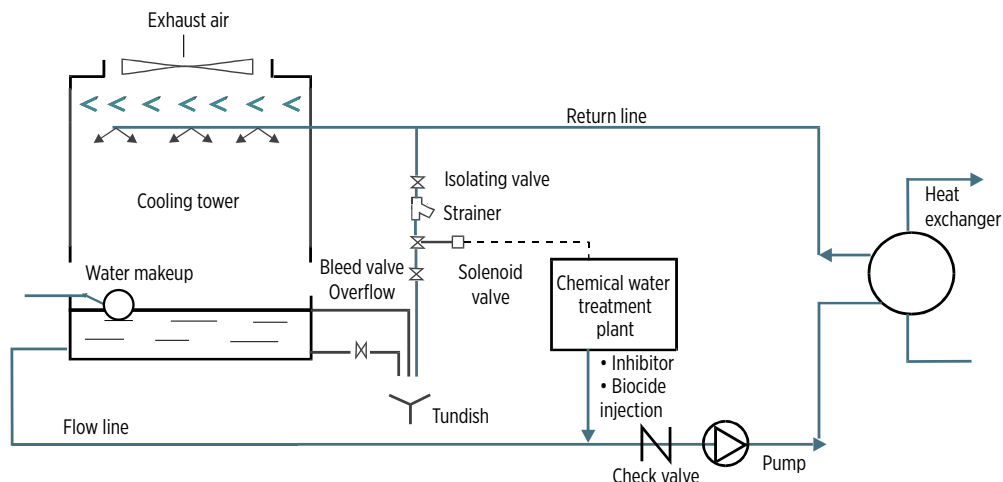 Exhaust air
Return line
Isolating valve
Cooling tower
Strainer
Heat
exchanger
Water makeup
Bleed valve
Overflow
Solenoid
valve
Chemical water
treatment
plant
• Inhibitor
• Biocide
injection
Tundish
Flow line
Check valve
Pump